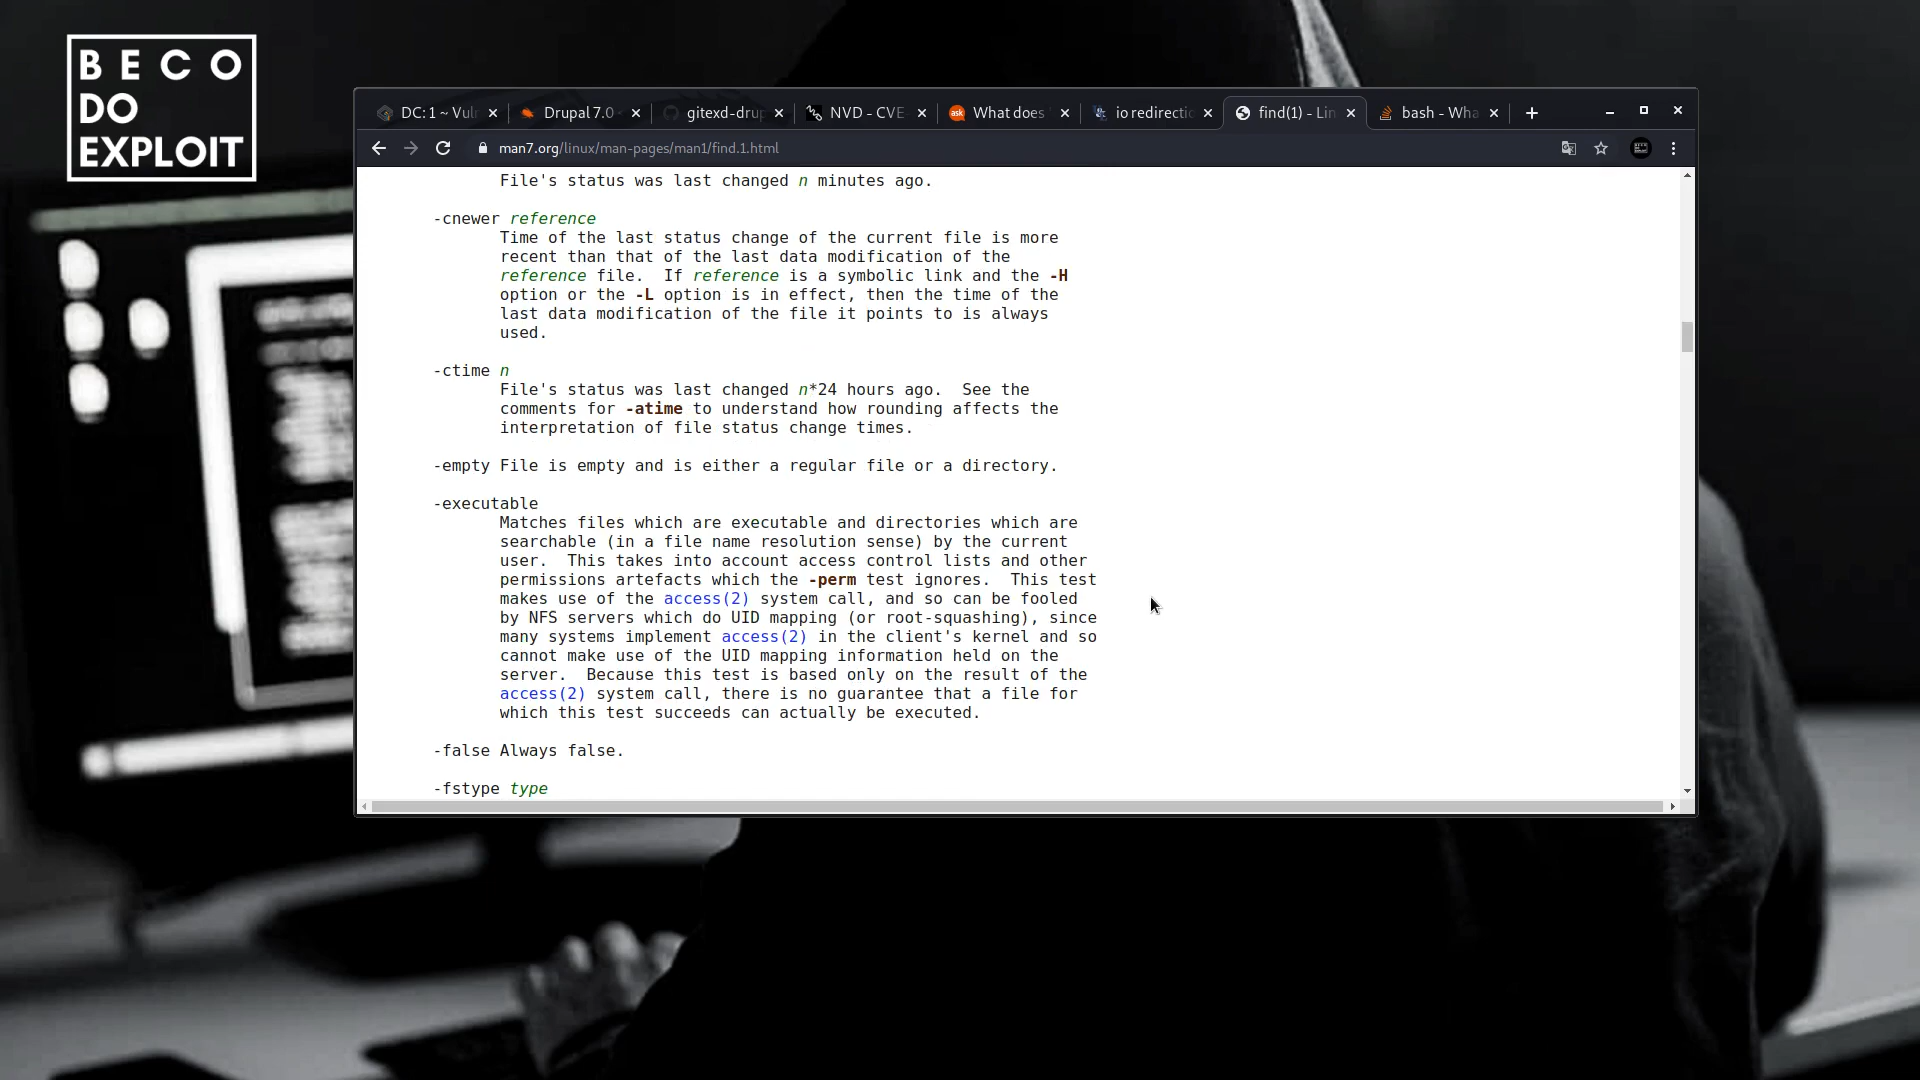 BECO
DO
EXPLOIT
DC: 1 ~ Vul
Drupal 7.0 -
gitexd-drup
NVD - CVE
What does
io redirectio
find(1) - Lin
bash - Wha
man7.org/linux/man-pages/man1/find.1.html
File's status was last changed n minutes ago.
-cnewer reference
Time of the last status change of the current file is more
recent than that of the last data modification of the
reference file.  If reference is a symbolic link and the -H
option or the -L option is in effect, then the time of the
last data modification of the file it points to is always
used.
-ctime n
File's status was last changed n*24 hours ago.  See the
comments for -atime to understand how rounding affects the
interpretation of file status change times.
-empty File is empty and is either a regular file or a directory.
-executable
Matches files which are executable and directories which are
searchable (in a file name resolution sense) by the current
user.  This takes into account access control lists and other
permissions artefacts which the -perm test ignores.  This test
makes use of the access(2) system call, and so can be fooled
by NFS servers which do UID mapping (or root-squashing), since
many systems implement access(2) in the client's kernel and so
cannot make use of the UID mapping information held on the
server.  Because this test is based only on the result of the
access(2) system call, there is no guarantee that a file for
which this test succeeds can actually be executed.
-false Always false.
-fstype type